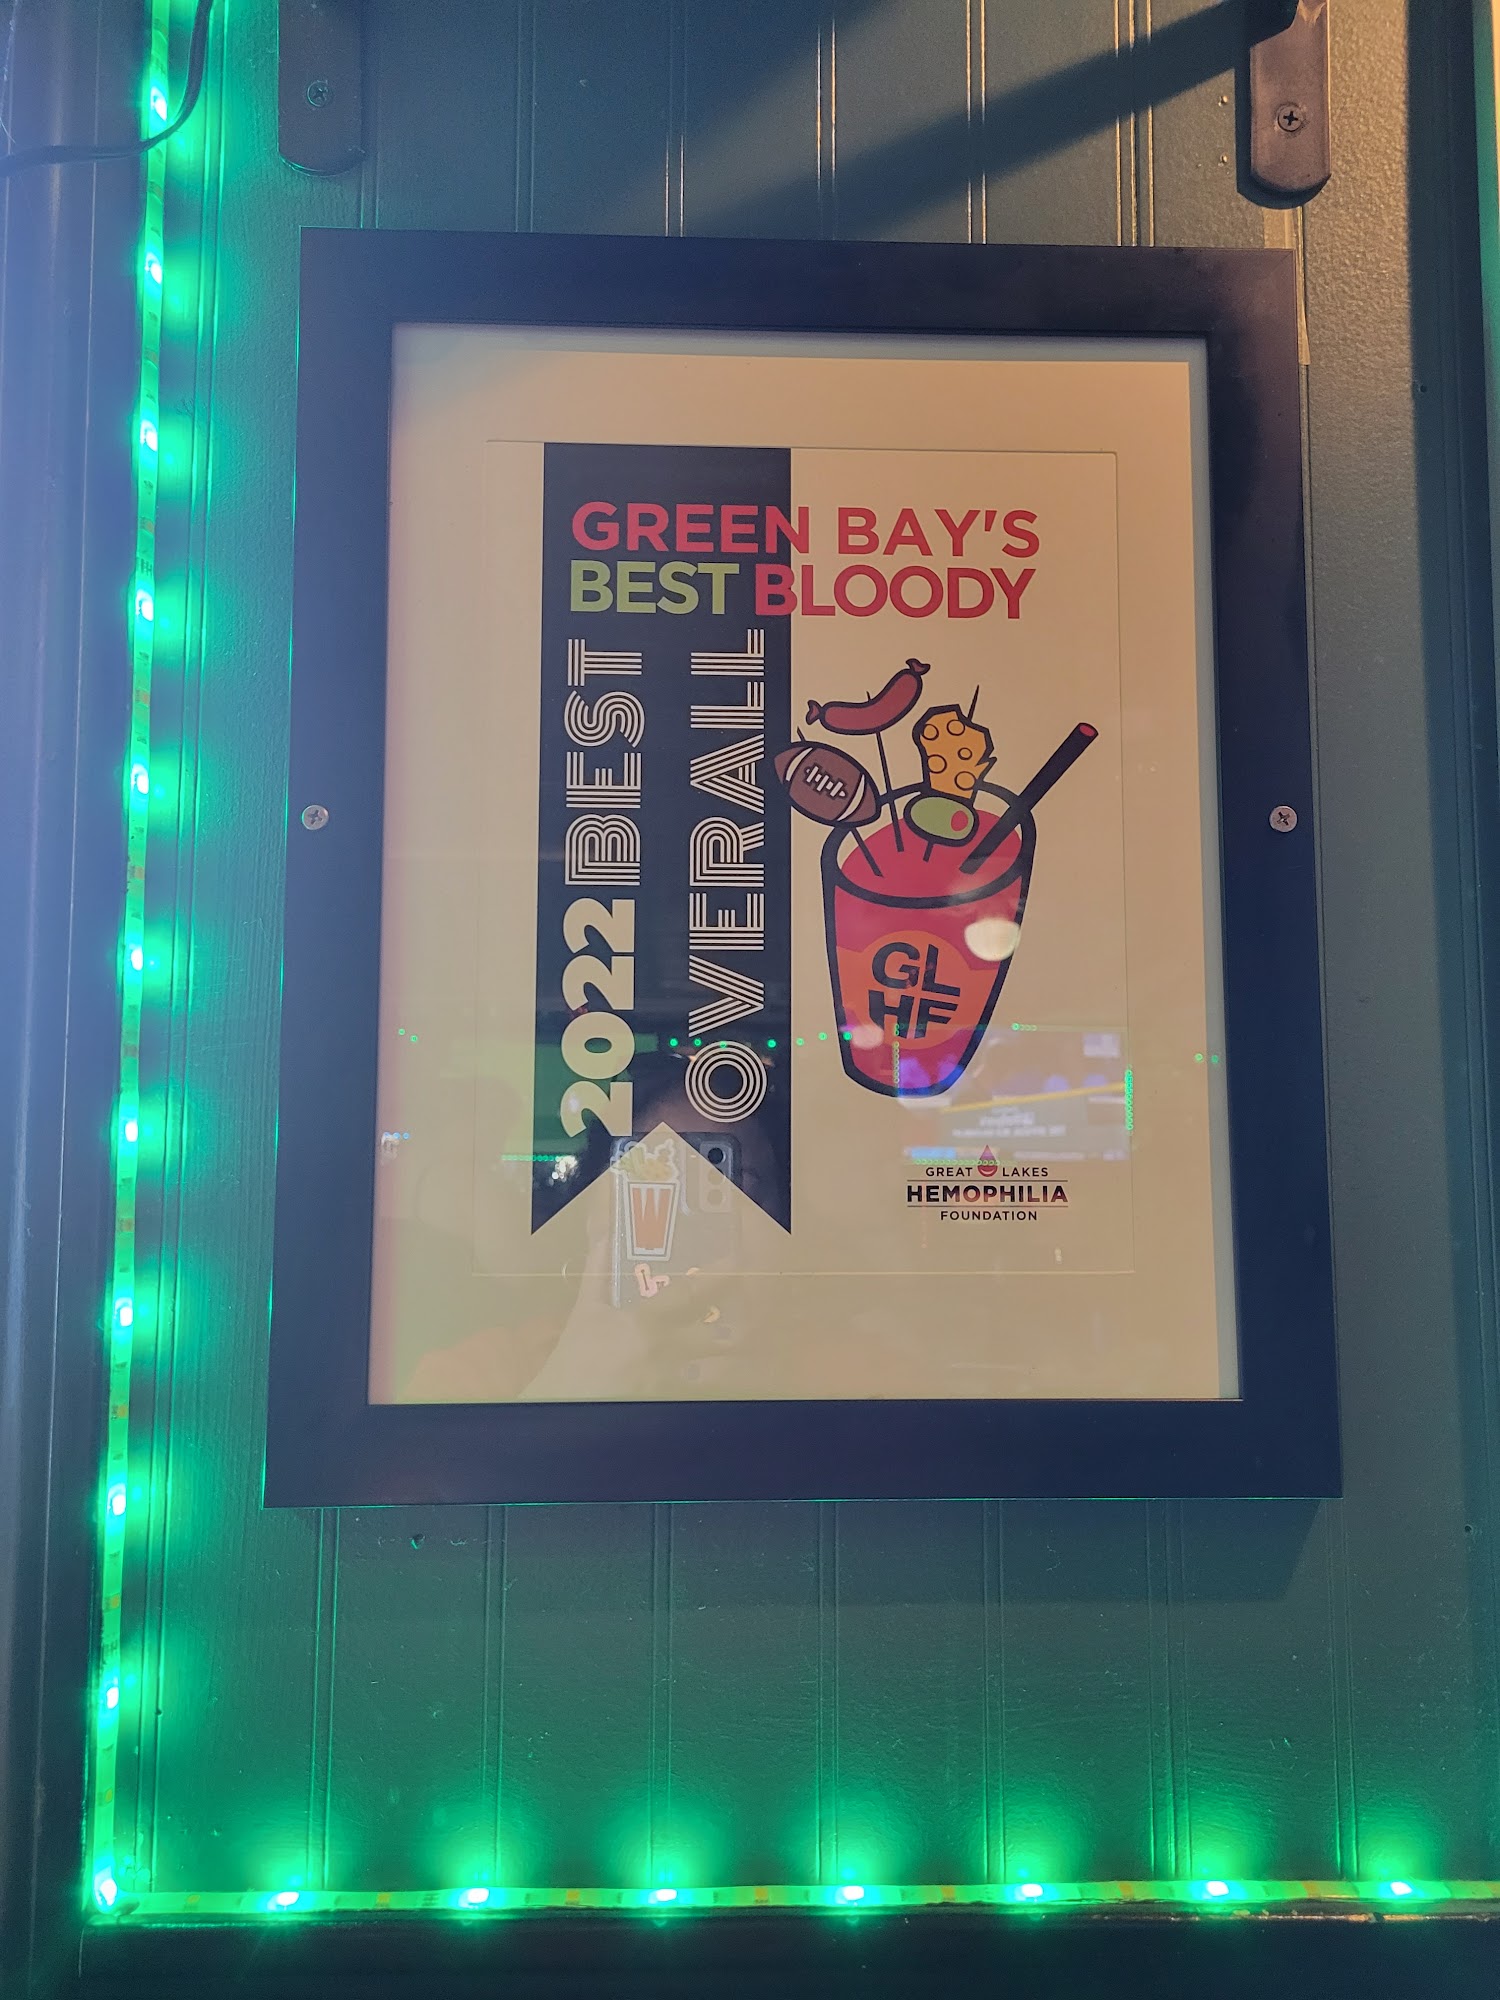 GREEN BAY'S
BEST BLOODY
2022 BEST
OVERALL
GL
HF
GREAT LAKES
HEMOPHILIA
FOUNDATION
W